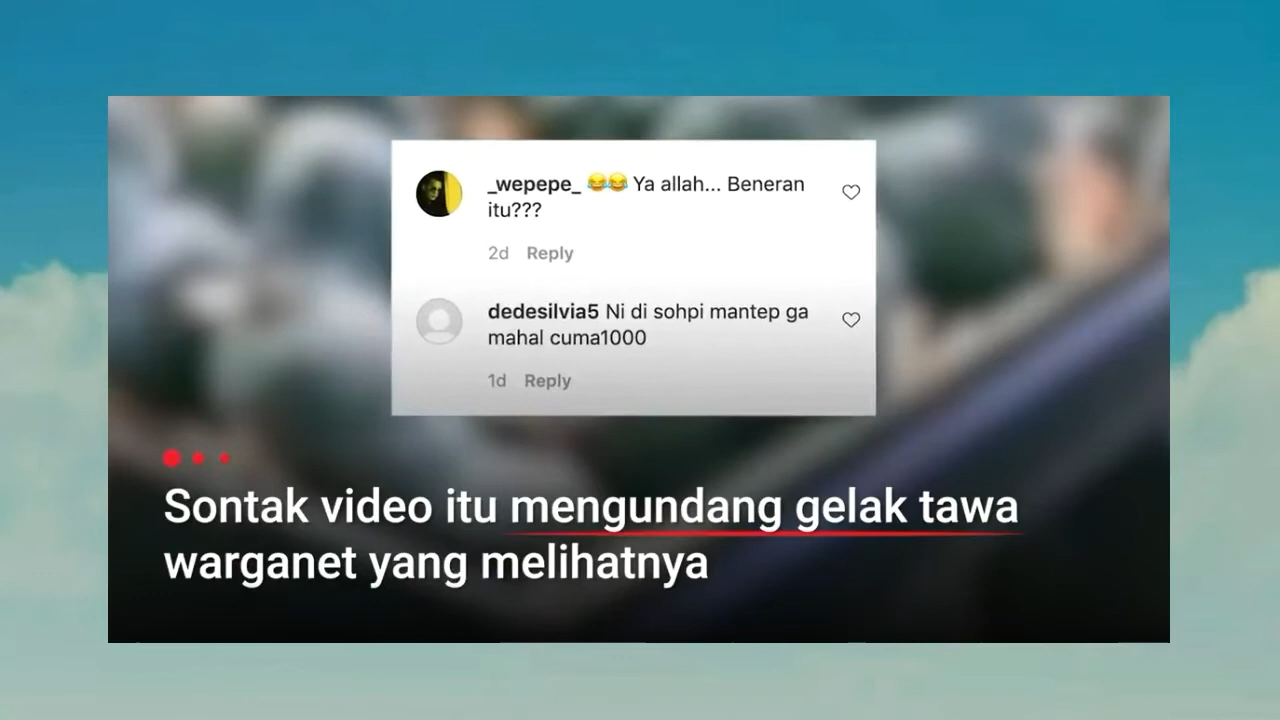 _wepepe_ 😂😂 Ya allah... Beneran
itu???
2d Reply
dedesilvia5 Ni di sohpi mantep ga
mahal cuma1000
1d Reply
Sontak video itu mengundang gelak tawa
warganet yang melihatnya